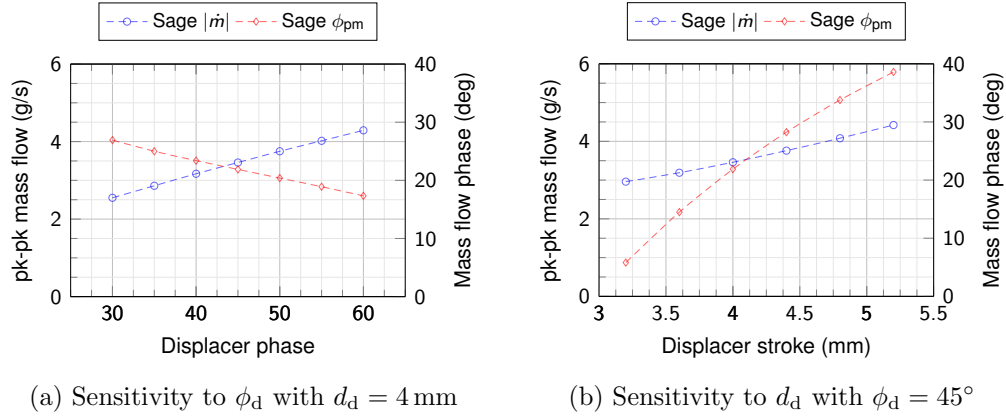 Sage |ṁ| Sage ϕpm
6
4
2
0
pk-pk mass flow (g/s)
40
30
20
10
0
Mass flow phase (deg)
30 40 50 60
Displacer phase
(a) Sensitivity to ϕd with dd = 4 mm
Sage |ṁ| Sage ϕpm
6
4
2
0
pk-pk mass flow (g/s)
40
30
20
10
0
Mass flow phase (deg)
3 3.5 4 4.5 5 5.5
Displacer stroke (mm)
(b) Sensitivity to dd with ϕd = 45°